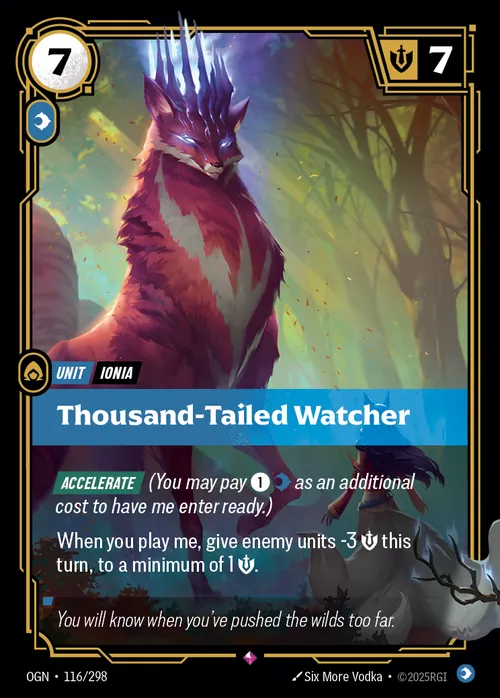 7
7
UNIT IONIA
Thousand-Tailed Watcher
ACCELERATE (You may pay 1 as an additional
cost to have me enter ready.)
When you play me, give enemy units -3 this
turn, to a minimum of 1.
You will know when you've pushed the wilds too far.
OGN • 116/298
Six More Vodka • ©2025RGI